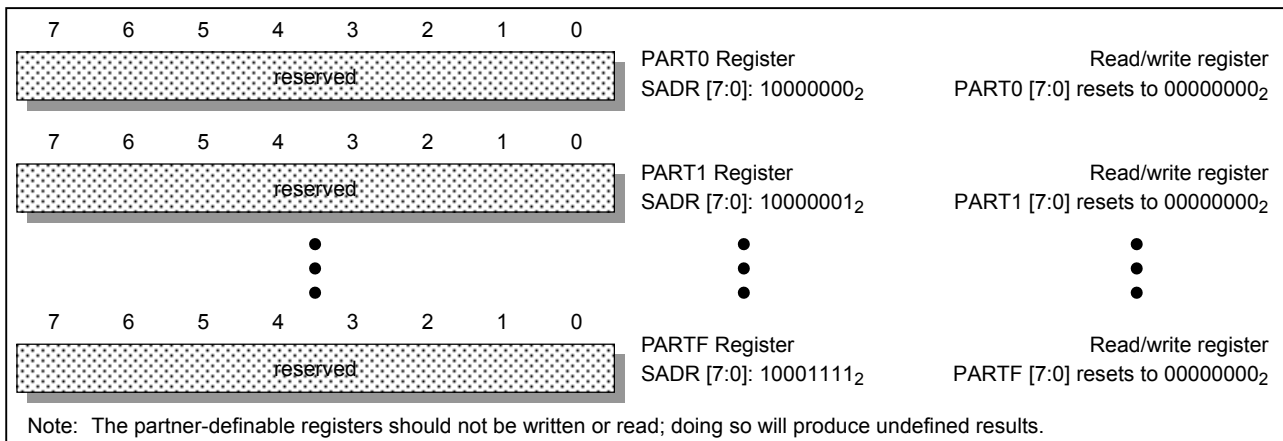 7 6 5 4 3 2 1 0
reserved
PART0 Register
SADR [7:0]: 10000000₂
Read/write register
PART0 [7:0] resets to 00000000₂
7 6 5 4 3 2 1 0
reserved
PART1 Register
SADR [7:0]: 10000001₂
Read/write register
PART1 [7:0] resets to 00000000₂
7 6 5 4 3 2 1 0
reserved
PARTF Register
SADR [7:0]: 10001111₂
Read/write register
PARTF [7:0] resets to 00000000₂
Note: The partner-definable registers should not be written or read; doing so will produce undefined results.